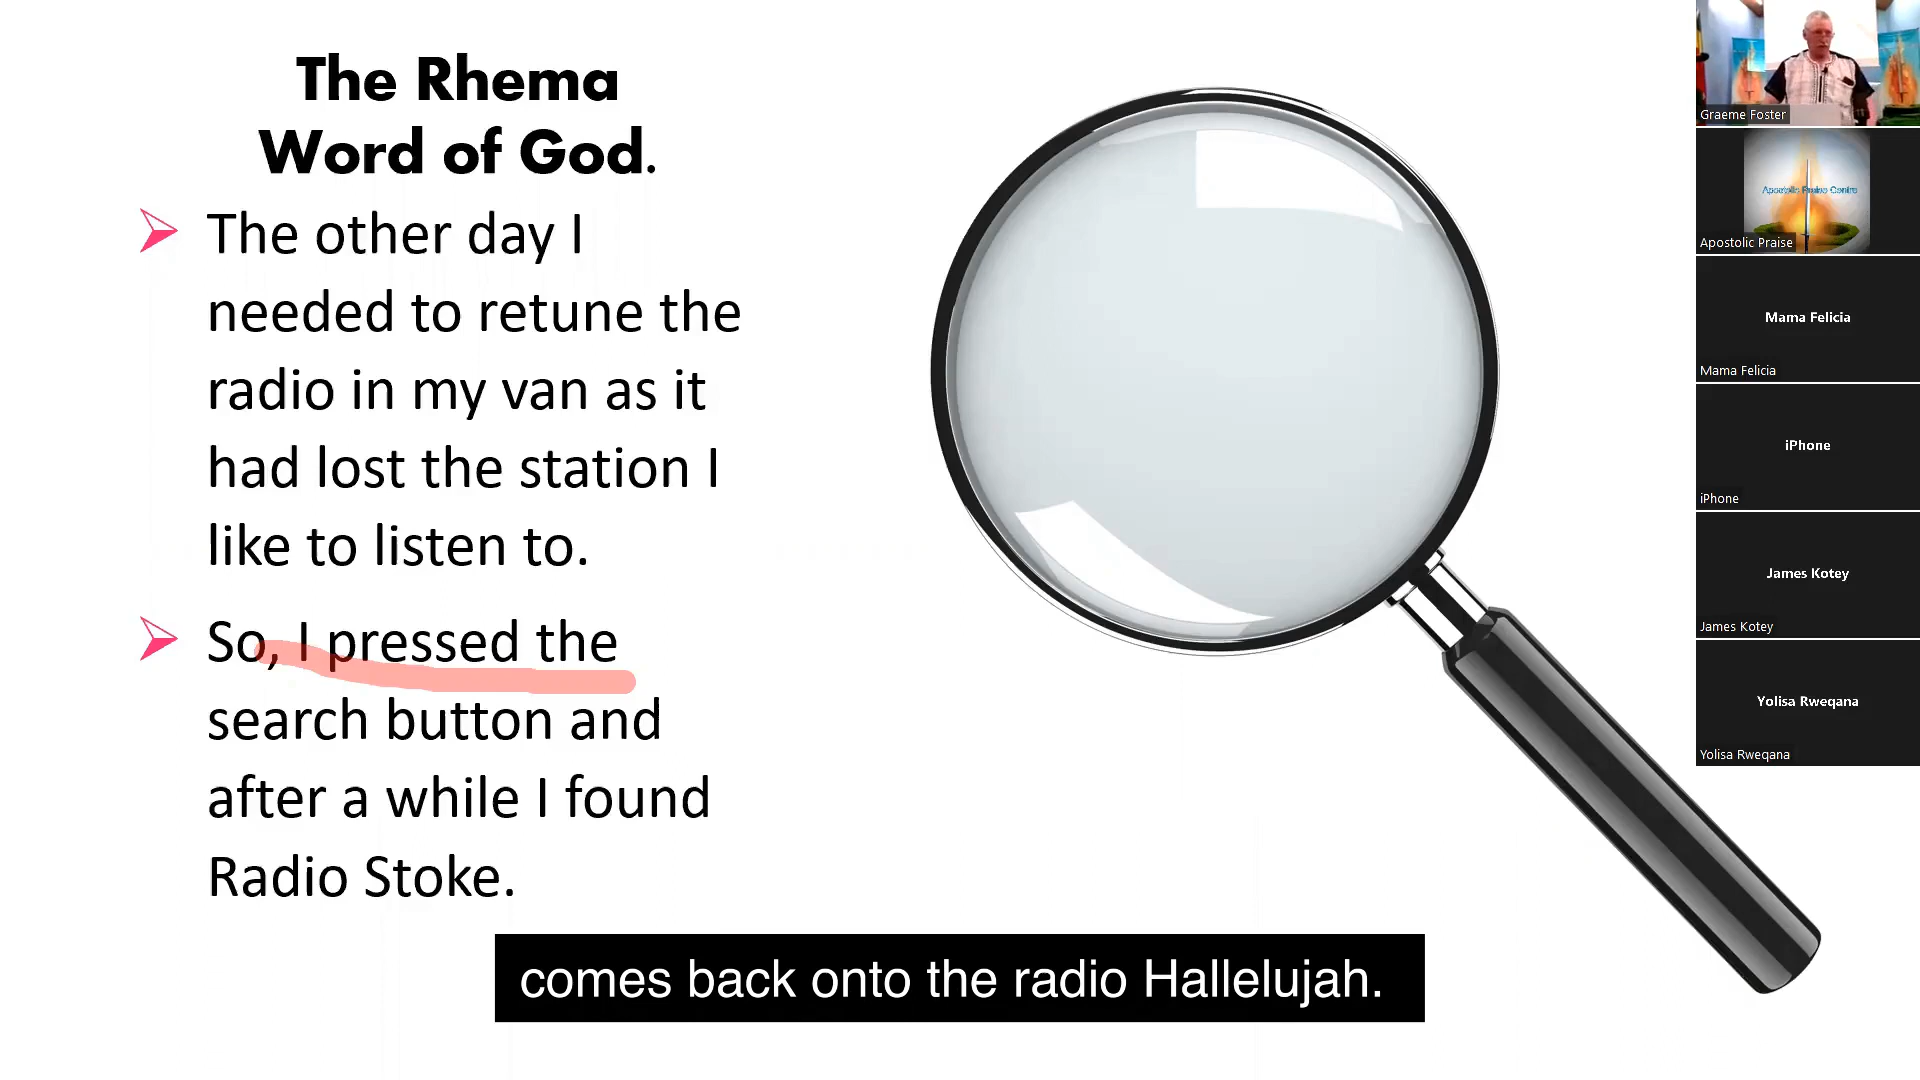 The Rhema
Word of God.
The other day I
needed to retune the
radio in my van as it
had lost the station I
like to listen to.
So, I pressed the
search button and
after a while I found
Radio Stoke.
comes back onto the radio Hallelujah.
Graeme Foster
Apostolic Praise Centre
Apostolic Praise
Mama Felicia
Mama Felicia
iPhone
iPhone
James Kotey
James Kotey
Yolisa Rweqana
Yolisa Rweqana